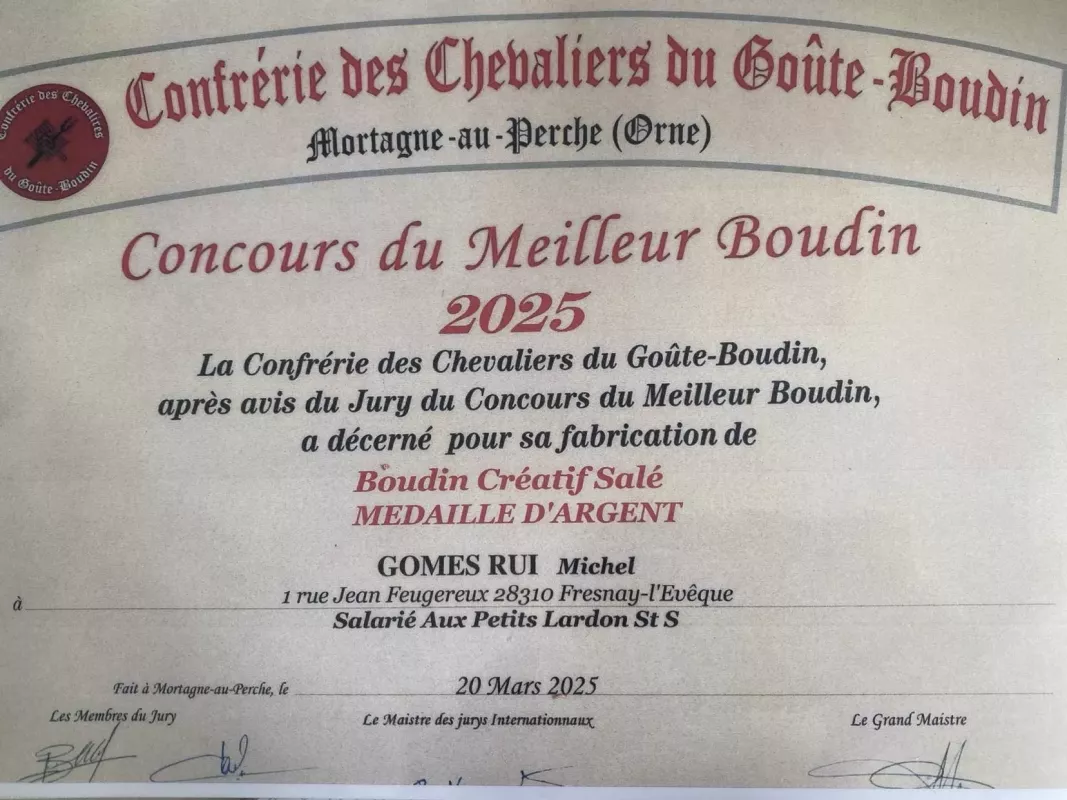 Confrérie des Chevaliers du Goûte-Boudin
Mortagne-au-Perche (Orne)
Confrérie des Chevalires
du Goûte-Boudin
Concours du Meilleur Boudin
2025
La Confrérie des Chevaliers du Goûte-Boudin,
après avis du Jury du Concours du Meilleur Boudin,
a décerné pour sa fabrication de
Boudin Créatif Salé
MEDAILLE D'ARGENT
GOMES RUI Michel
1 rue Jean Feugereux 28310 Fresnay-l'Evêque
à
Salarié Aux Petits Lardon St S
Fait à Mortagne-au-Perche, le 20 Mars 2025
Les Membres du Jury Le Maistre des jurys Internationnaux Le Grand Maistre